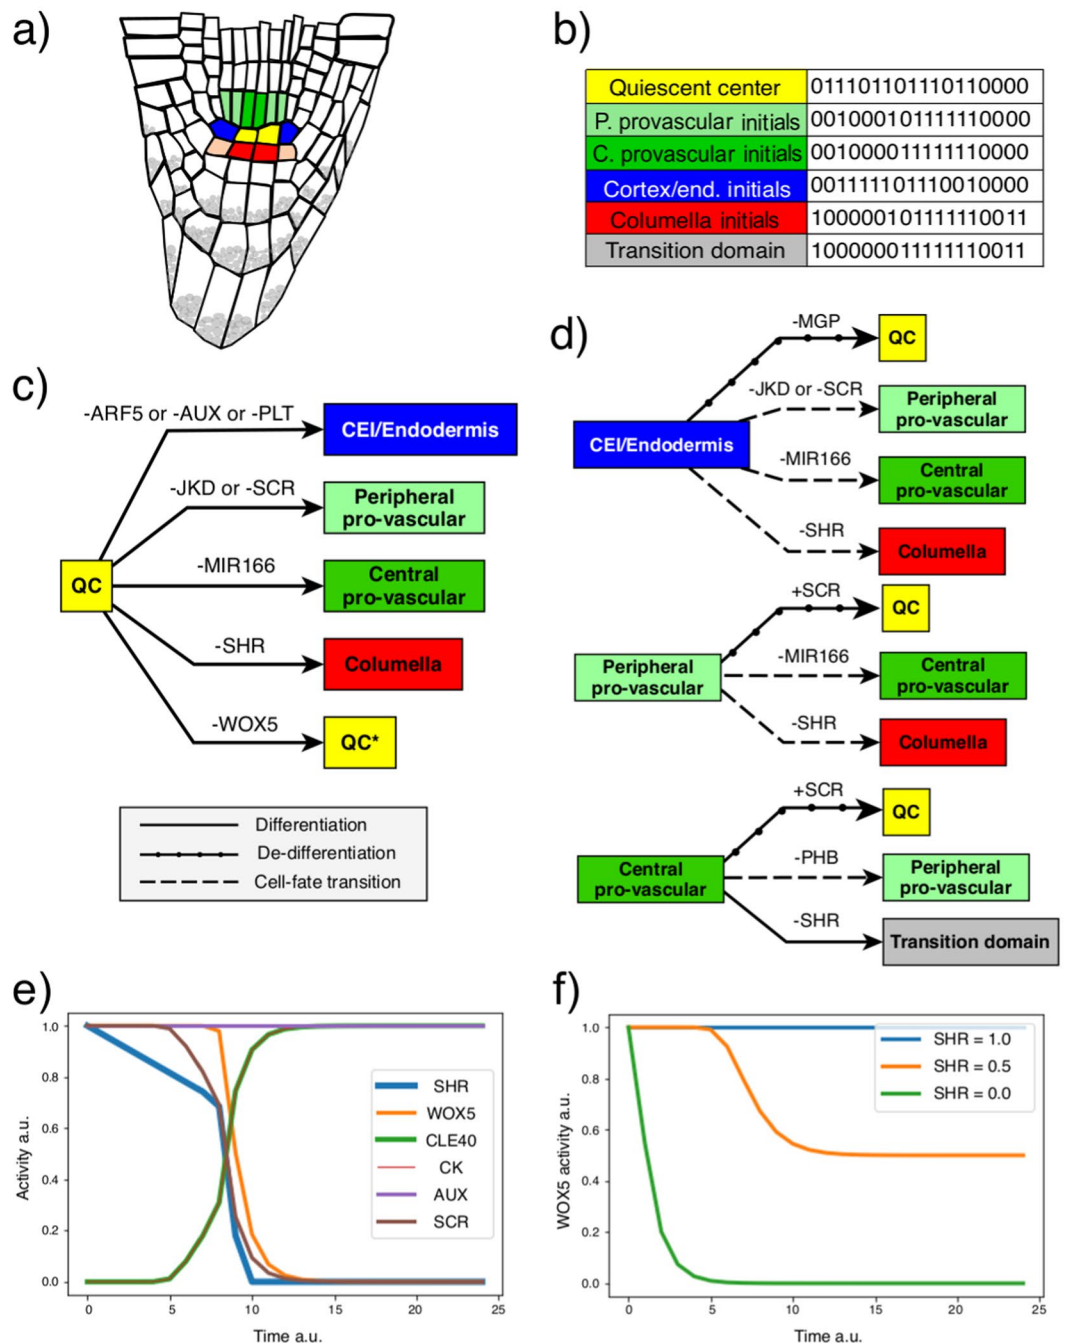 a)
b)
Quiescent center 011101101110110000
P. provascular initials 00100010111110000
C. provascular initials 00100001111110000
Cortex/end. initials 001111101110010000
Columella initials 10000010111110011
Transition domain 10000001111110011
c)
-ARF5 or -AUX or -PLT
CEI/Endodermis
-JKD or -SCR
Peripheral
pro-vascular
QC
-MIR166
Central
pro-vascular
-SHR
Columella
-WOX5
QC*
Differentiation
De-differentiation
Cell-fate transition
d)
-MGP
QC
-JKD or -SCR
Peripheral
pro-vascular
CEI/Endodermis
-MIR166
Central
pro-vascular
-SHR
Columella
+SCR
QC
Peripheral
pro-vascular
-MIR166
Central
pro-vascular
-SHR
Columella
+SCR
QC
Central
pro-vascular
-PHB
Peripheral
pro-vascular
-SHR
Transition domain
e)
Activity a.u.
1.0
0.8
0.6
0.4
0.2
0.0
SHR
WOX5
CLE40
CK
AUX
SCR
0 5 10 15 20 25
Time a.u.
f)
WOX5 activity a.u.
1.0
0.8
0.6
0.4
0.2
0.0
SHR = 1.0
SHR = 0.5
SHR = 0.0
0 5 10 15 20 25
Time a.u.